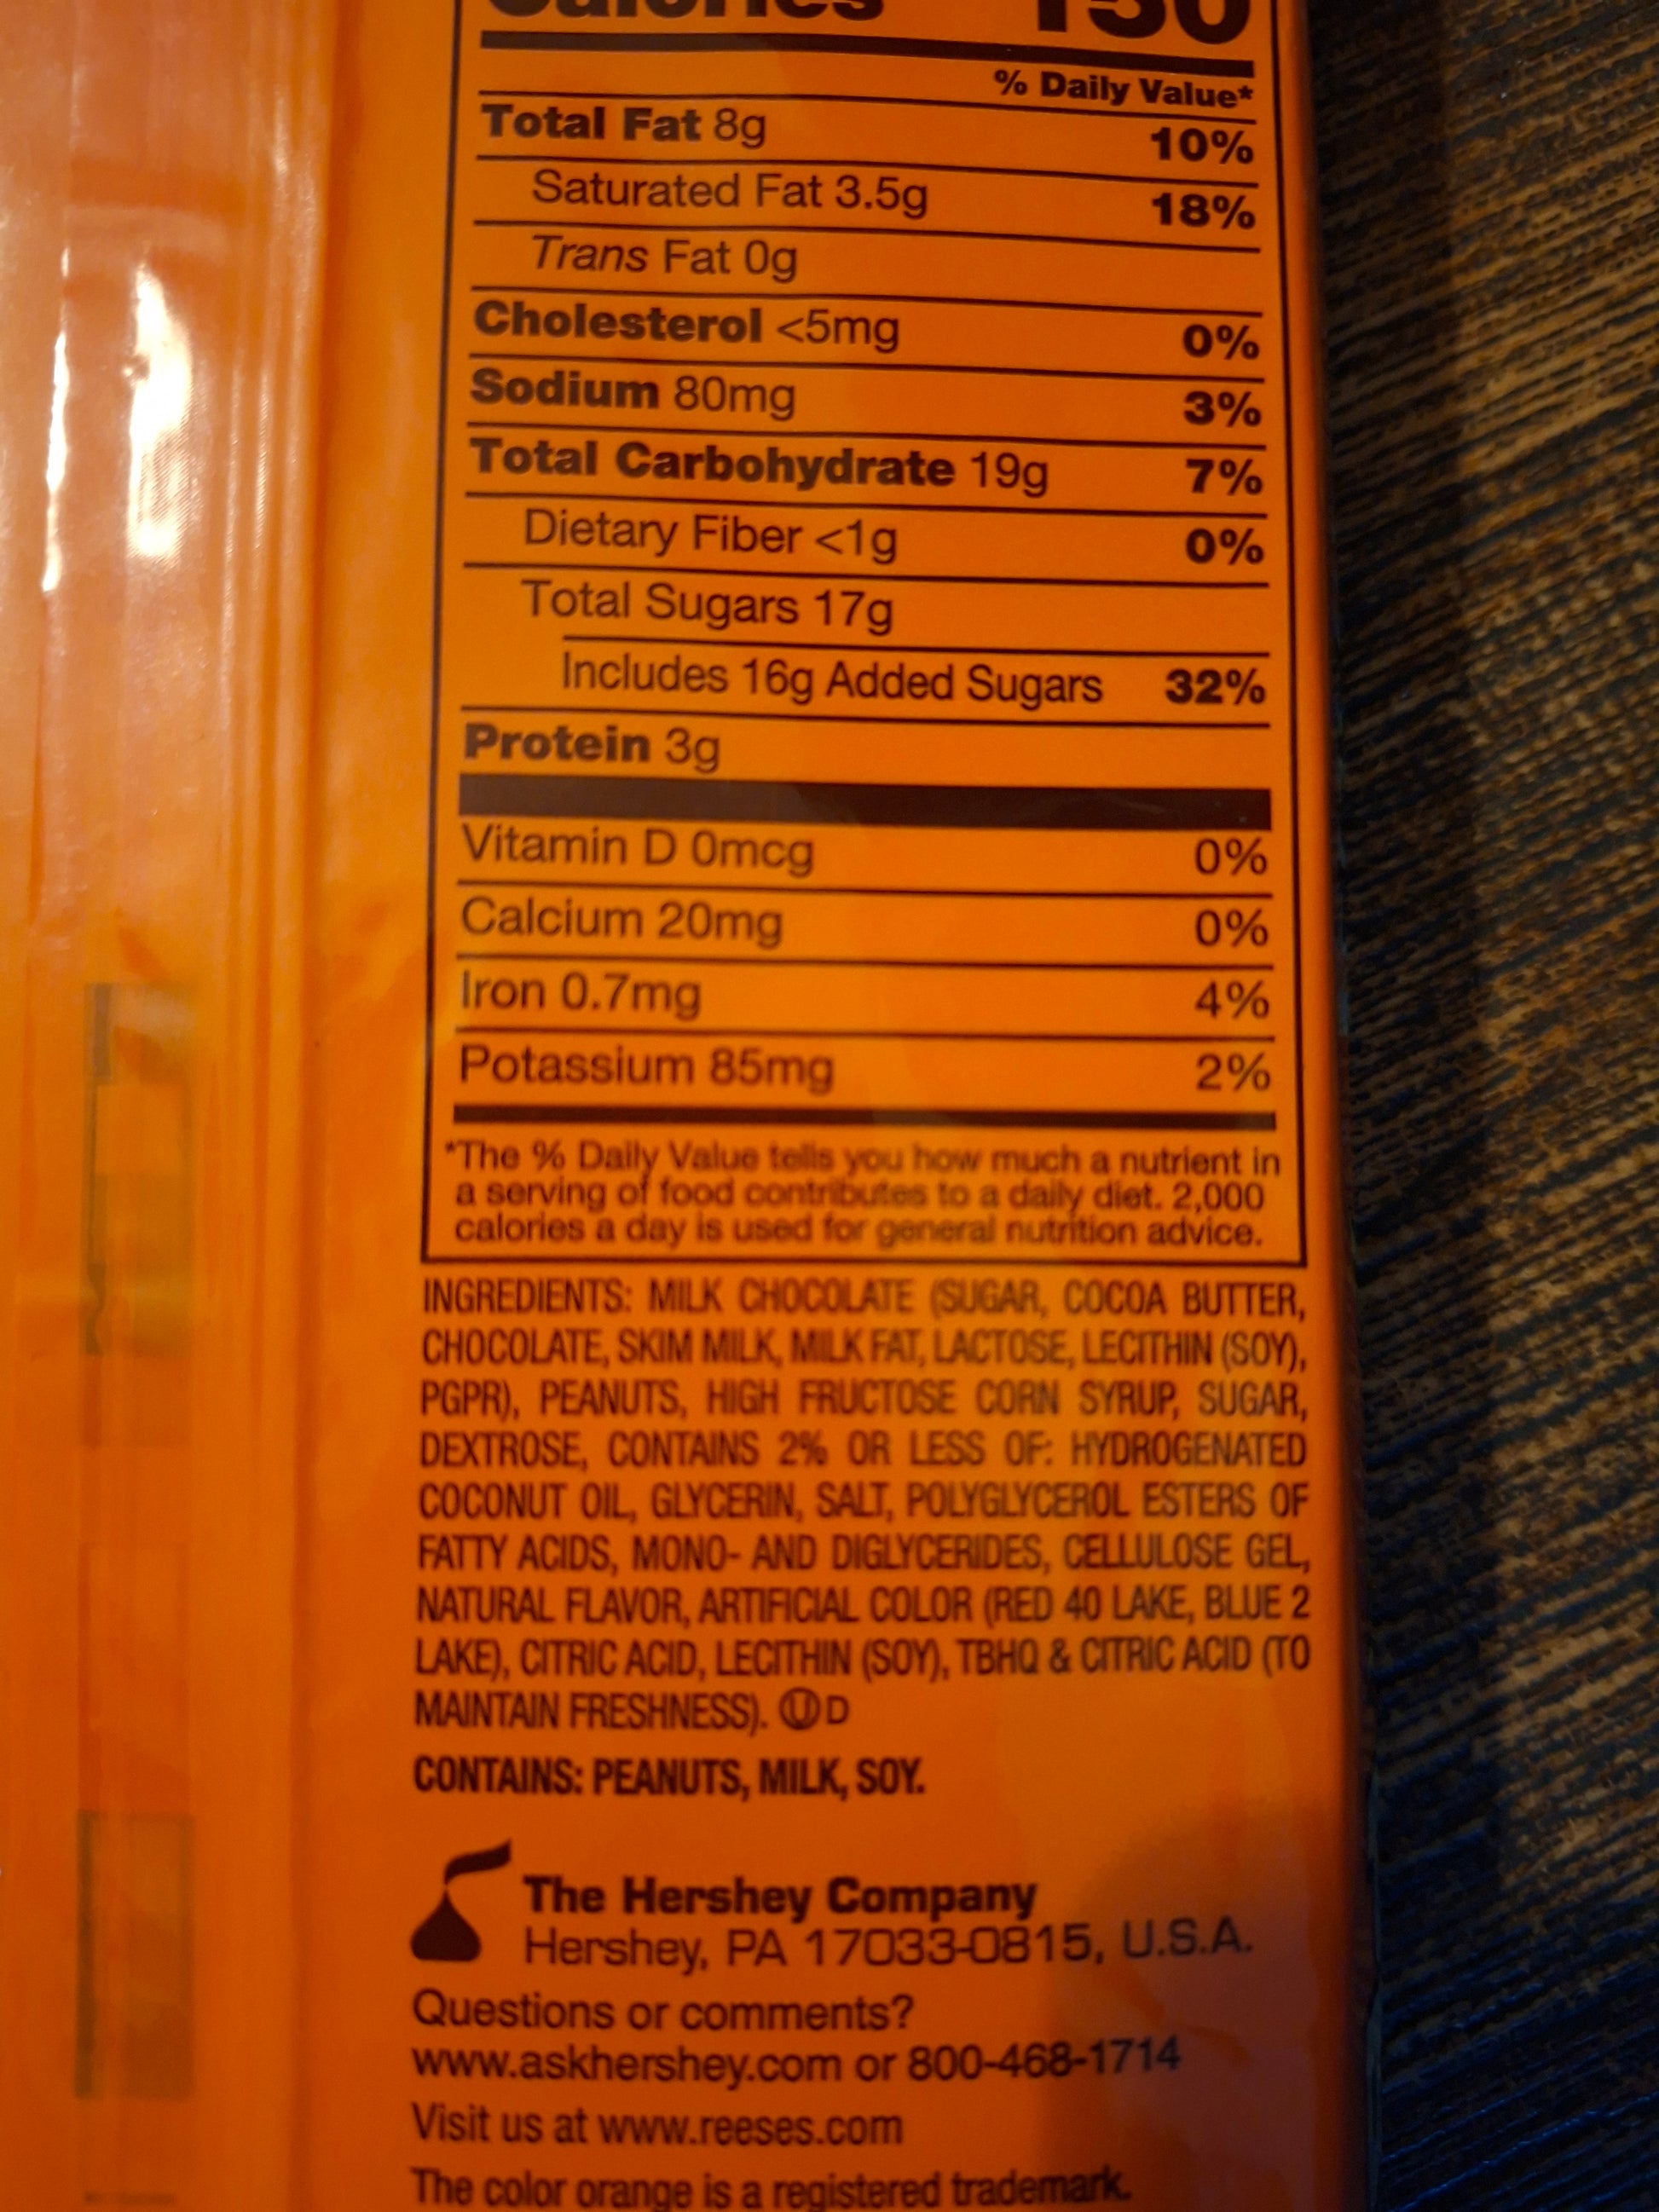 Calories 150
% Daily Value*
Total Fat 8g 10%
Saturated Fat 3.5g 18%
Trans Fat 0g
Cholesterol <5mg 0%
Sodium 80mg 3%
Total Carbohydrate 19g 7%
Dietary Fiber <1g 0%
Total Sugars 17g
Includes 16g Added Sugars 32%
Protein 3g
Vitamin D 0mcg 0%
Calcium 20mg 0%
Iron 0.7mg 4%
Potassium 85mg 2%
*The % Daily Value tells you how much a nutrient in
a serving of food contributes to a daily diet. 2,000
calories a day is used for general nutrition advice.
INGREDIENTS: MILK CHOCOLATE (SUGAR, COCOA BUTTER,
CHOCOLATE, SKIM MILK, MILK FAT, LACTOSE, LECITHIN (SOY),
PGPR), PEANUTS, HIGH FRUCTOSE CORN SYRUP, SUGAR,
DEXTROSE, CONTAINS 2% OR LESS OF: HYDROGENATED
COCONUT OIL, GLYCERIN, SALT, POLYGLYCEROL ESTERS OF
FATTY ACIDS, MONO- AND DIGLYCERIDES, CELLULOSE GEL,
NATURAL FLAVOR, ARTIFICIAL COLOR (RED 40 LAKE, BLUE 2
LAKE), CITRIC ACID, LECITHIN (SOY), TBHQ & CITRIC ACID (TO
MAINTAIN FRESHNESS). Ⓤ D
CONTAINS: PEANUTS, MILK, SOY.
The Hershey Company
Hershey, PA 17033-0815, U.S.A.
Questions or comments?
www.askhershey.com or 800-468-1714
Visit us at www.reeses.com
The color orange is a registered trademark.